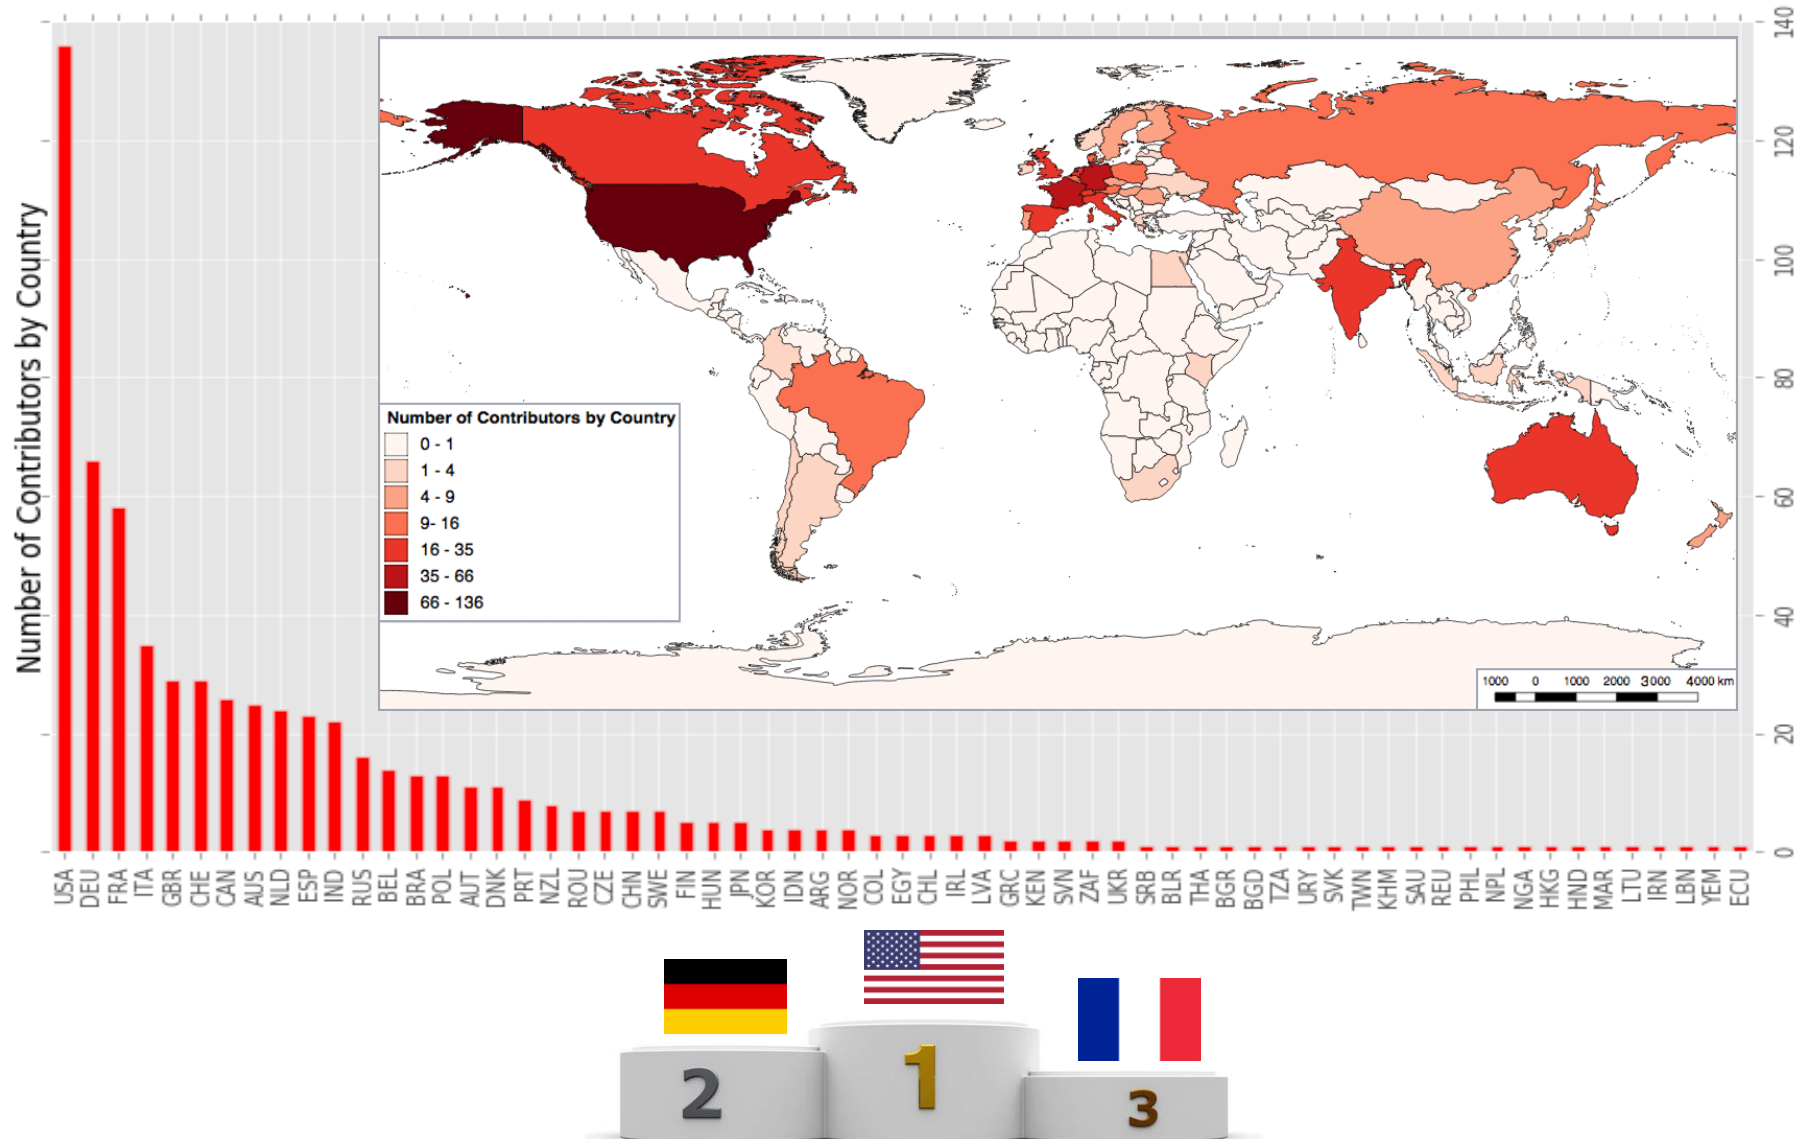 Number of Contributors by Country
140
120
100
80
60
40
20
0
Number of Contributors by Country
0 - 1
1 - 4
4 - 9
9- 16
16 - 35
35 - 66
66 - 136
1000 0 1000 2000 3000 4000 km
USA DEU FRA ITA GBR CHE CAN AUS NLD ESP IND RUS BEL BRA POL AUT DNK PRT NZL ROU CZE CHN SWE FIN HUN JPN KOR IDN ARG NOR COL EGY CHL IRL LVA GRC KEN SVN ZAF UKR SRB BLR THA BGR BGD TZA URY SVK TWN KHM SAU REU PHL NPL NGA HKG HND MAR LTU IRN LBN YEM ECU
2 1 3